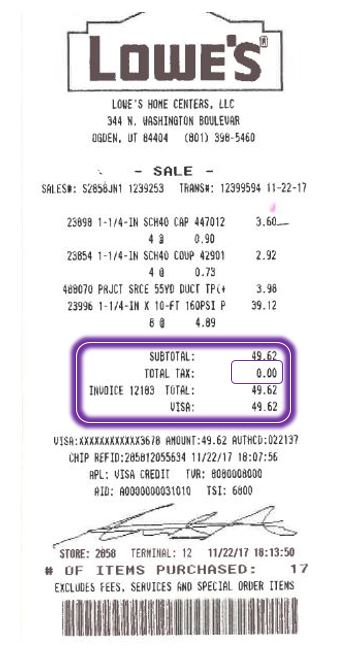 LOWE'S®
LOWE'S HOME CENTERS, LLC
344 N. WASHINGTON BOULEVAR
OGDEN, UT 84404 (801) 398-5460
- SALE -
SALES#: S2858JN1 1239253 TRANS#: 12399594 11-22-17
23898 1-1/4-IN SCH40 CAP 447012 3.60
4 @ 0.90
23854 1-1/4-IN SCH40 COUP 42901 2.92
4 @ 0.73
488070 PRJCT SRCE 55YD DUCT TP(+ 3.98
23996 1-1/4-IN X 10-FT 160PSI P 39.12
8 @ 4.89
SUBTOTAL: 49.62
TOTAL TAX: 0.00
INVOICE 12183 TOTAL: 49.62
VISA: 49.62
VISA:XXXXXXXXXXXX3678 AMOUNT:49.62 AUTHCD:022137
CHIP REFID:285812055634 11/22/17 18:07:56
APL: VISA CREDIT TVR: 8080008000
AID: A0000000031010 TSI: 6800
STORE: 2858 TERMINAL: 12 11/22/17 18:13:50
# OF ITEMS PURCHASED: 17
EXCLUDES FEES, SERVICES AND SPECIAL ORDER ITEMS